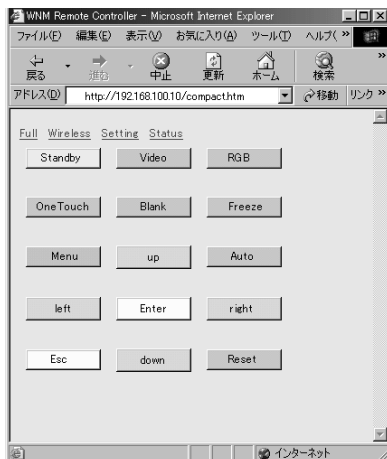 WNM Remote Controller - Microsoft Internet Explorer
ファイル(F) 編集(E) 表示(V) お気に入り(A) ツール(T) ヘルプ( »
戻る 進む 中止 更新 ホーム 検索 »
アドレス(D) http://192.168.100.10/compact.htm 移動 リンク »
Full Wireless Setting Status
Standby Video RGB
OneTouch Blank Freeze
Menu up Auto
left Enter right
Esc down Reset
インターネット